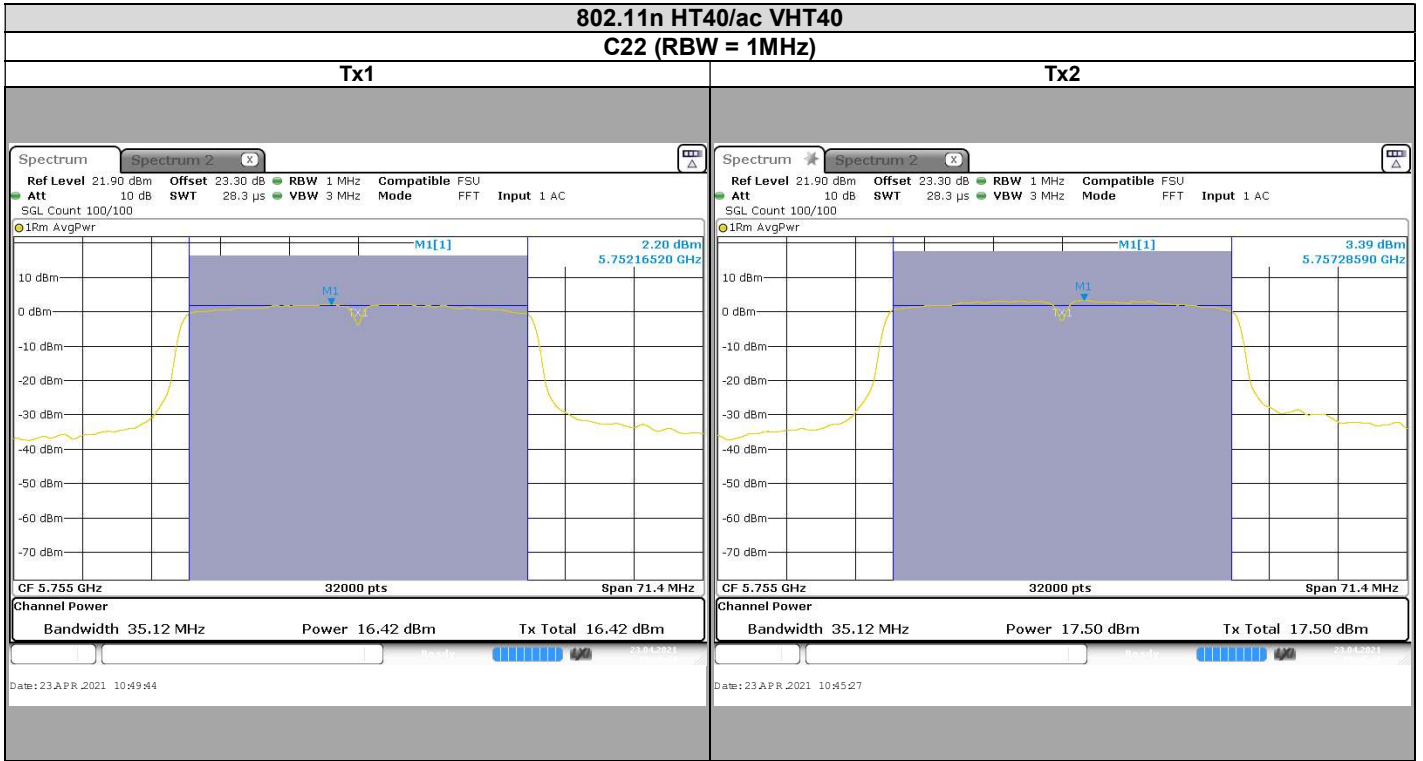 802.11n HT40/ac VHT40
C22 (RBW = 1MHz)
Tx1
Spectrum Spectrum 2 X
Ref Level 21.90 dBm Offset 23.30 dB RBW 1 MHz Compatible FSU
Att 10 dB SWT 28.3 µs VBW 3 MHz Mode FFT Input 1 AC
SGL Count 100/100
1Rm AvgPwr
M1[1] 2.20 dBm
5.75216520 GHz
10 dBm
M1
0 dBm
TX1
-10 dBm
-20 dBm
-30 dBm
-40 dBm
-50 dBm
-60 dBm
-70 dBm
CF 5.755 GHz 32000 pts Span 71.4 MHz
Channel Power
Bandwidth 35.12 MHz Power 16.42 dBm Tx Total 16.42 dBm
Ready 23.04.2021
Date: 23.APR.2021 10:49:44
Tx2
Spectrum Spectrum 2 X
Ref Level 21.90 dBm Offset 23.30 dB RBW 1 MHz Compatible FSU
Att 10 dB SWT 28.3 µs VBW 3 MHz Mode FFT Input 1 AC
SGL Count 100/100
1Rm AvgPwr
M1[1] 3.39 dBm
5.75728590 GHz
10 dBm
M1
0 dBm
TX1
-10 dBm
-20 dBm
-30 dBm
-40 dBm
-50 dBm
-60 dBm
-70 dBm
CF 5.755 GHz 32000 pts Span 71.4 MHz
Channel Power
Bandwidth 35.12 MHz Power 17.50 dBm Tx Total 17.50 dBm
Ready 23.04.2021
Date: 23.APR.2021 10:45:27